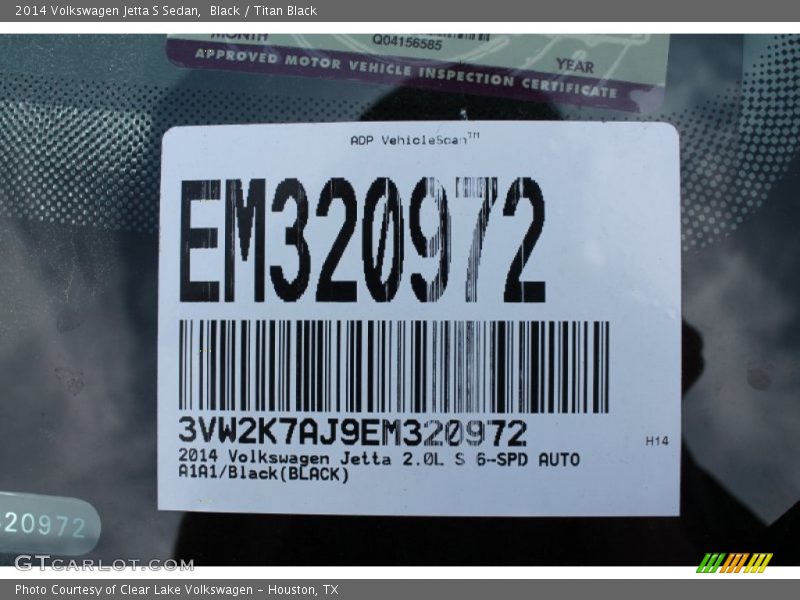 2014 Volkswagen Jetta S Sedan,  Black / Titan Black
MONTH
Q04156585
YEAR
APPROVED MOTOR VEHICLE INSPECTION CERTIFICATE
ADP VehicleScan™
EM320972
3VW2K7AJ9EM320972
H14
2014 Volkswagen Jetta 2.0L S 6-SPD AUTO
A1A1/Black(BLACK)
320972
GTCARLOT.COM
Photo Courtesy of Clear Lake Volkswagen – Houston, TX